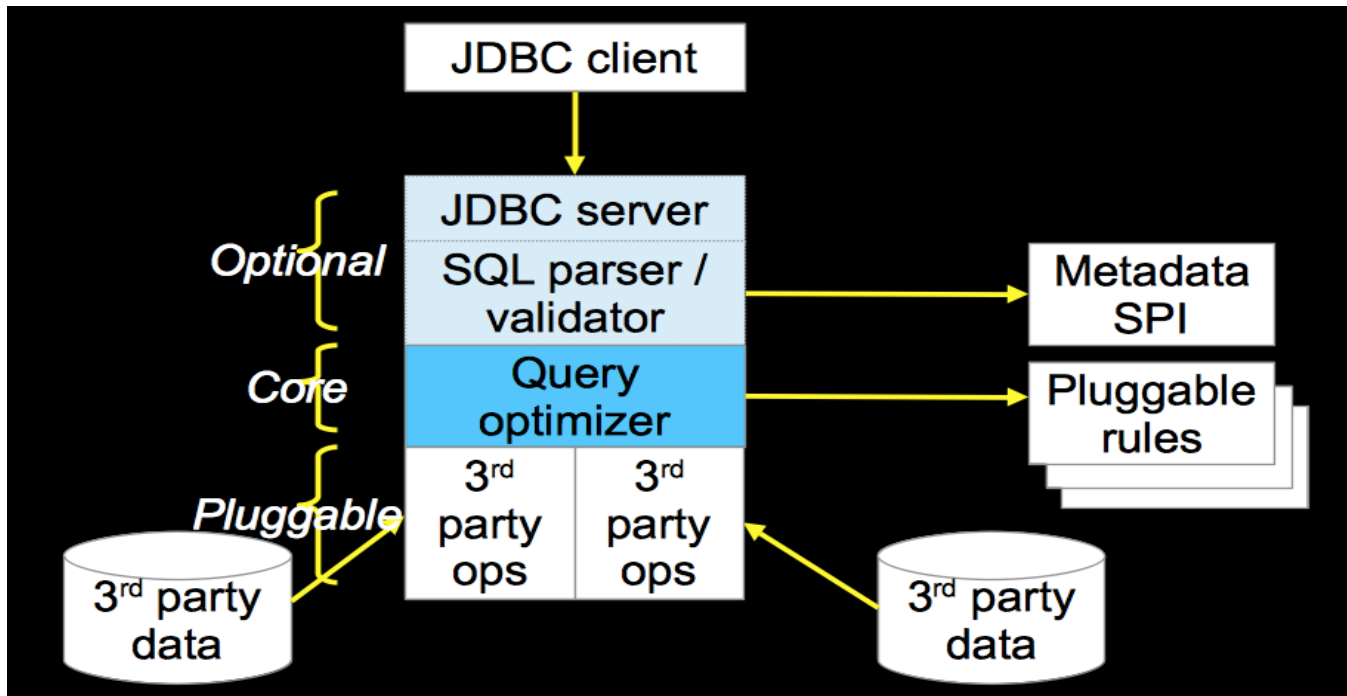 JDBC client
JDBC server
Optional
SQL parser /
validator
Metadata
SPI
Core
Query
optimizer
Pluggable
rules
Pluggable
3rd
party
ops
3rd
party
ops
3rd party
data
3rd party
data